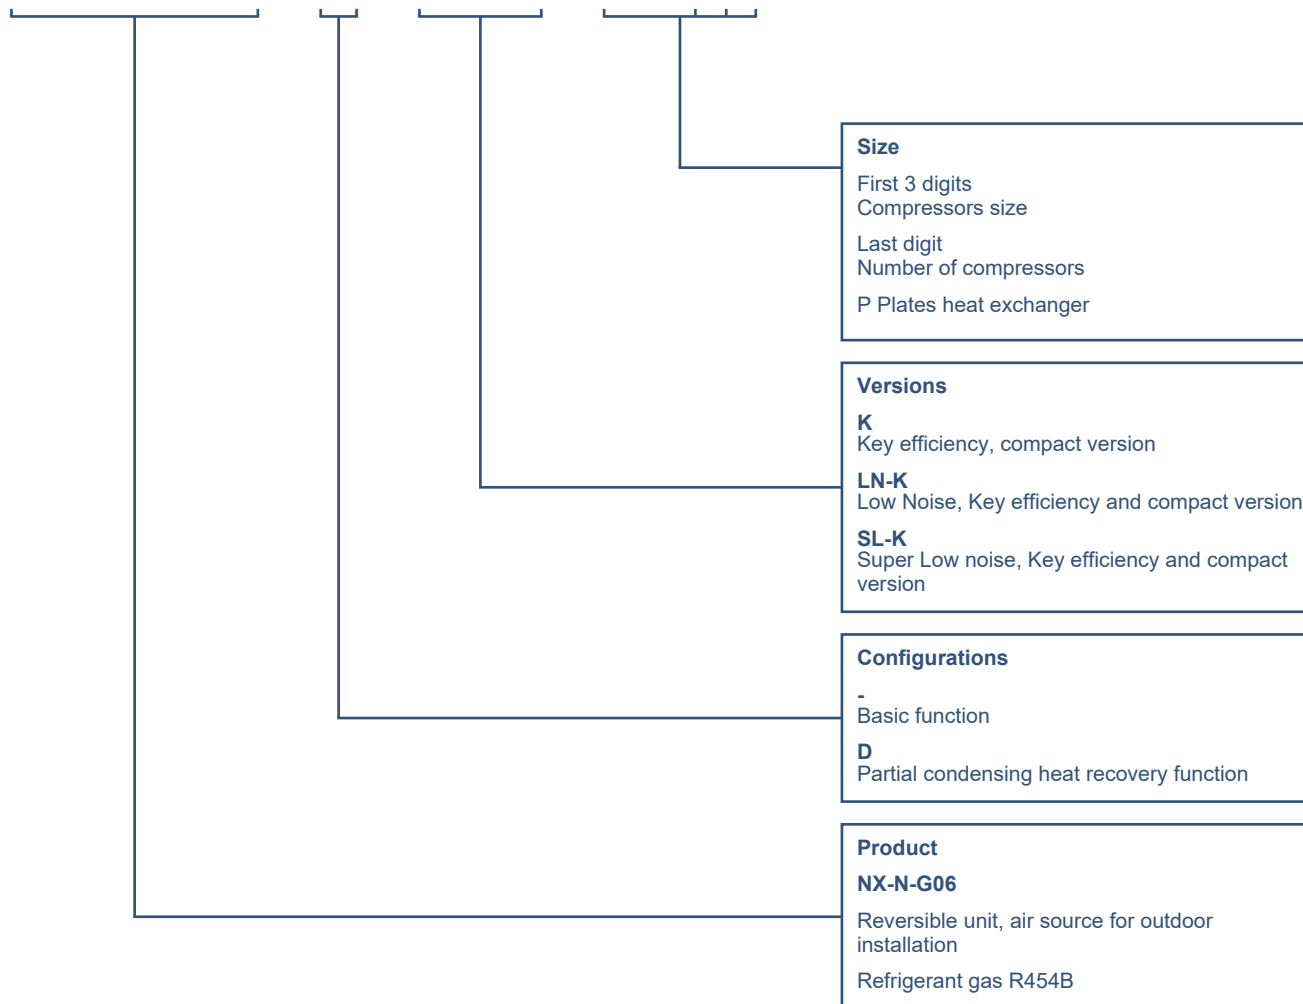 Size
First 3 digits
Compressors size
Last digit
Number of compressors
P Plates heat exchanger
Versions
K
Key efficiency, compact version
LN-K
Low Noise, Key efficiency and compact version
SL-K
Super Low noise, Key efficiency and compact
version
Configurations
-
Basic function
D
Partial condensing heat recovery function
Product
NX-N-G06
Reversible unit, air source for outdoor
installation
Refrigerant gas R454B